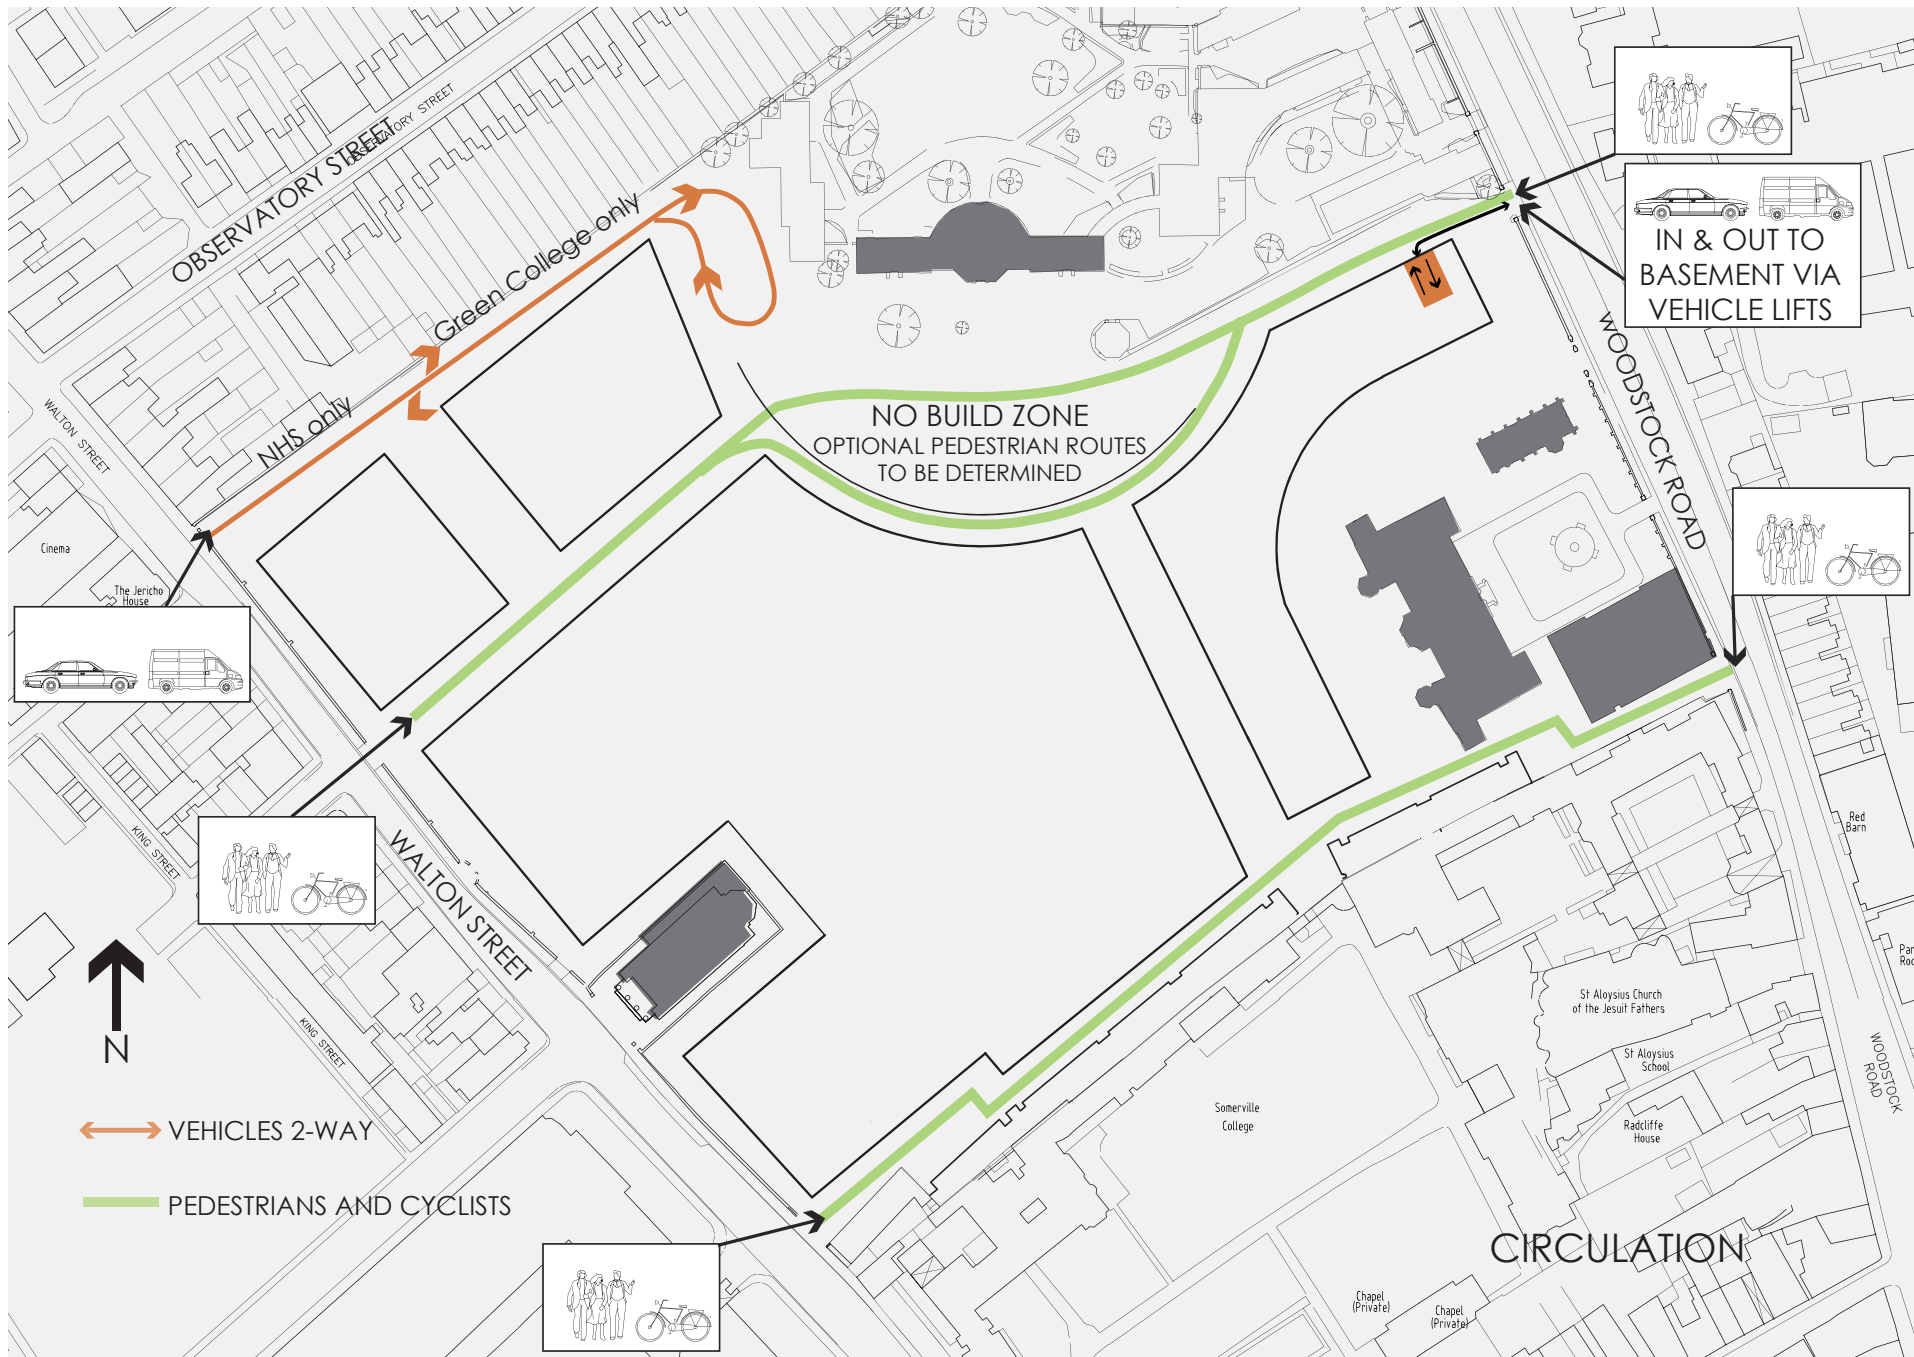 OBSERVATORY STREET
OBSERVATORY STREET
Green College only
NHS only
WALTON STREET
Cinema
The Jericho
House
IN & OUT TO
BASEMENT VIA
VEHICLE LIFTS
WOODSTOCK ROAD
NO BUILD ZONE
OPTIONAL PEDESTRIAN ROUTES
TO BE DETERMINED
KING STREET
WALTON STREET
KING STREET
N
VEHICLES 2-WAY
PEDESTRIANS AND CYCLISTS
Red
Barn
St Aloysius Church
of the Jesuit Fathers
St Aloysius
School
Radcliffe
House
WOODSTOCK
ROAD
Somerville
College
CIRCULATION
Chapel
(Private)
Chapel
(Private)